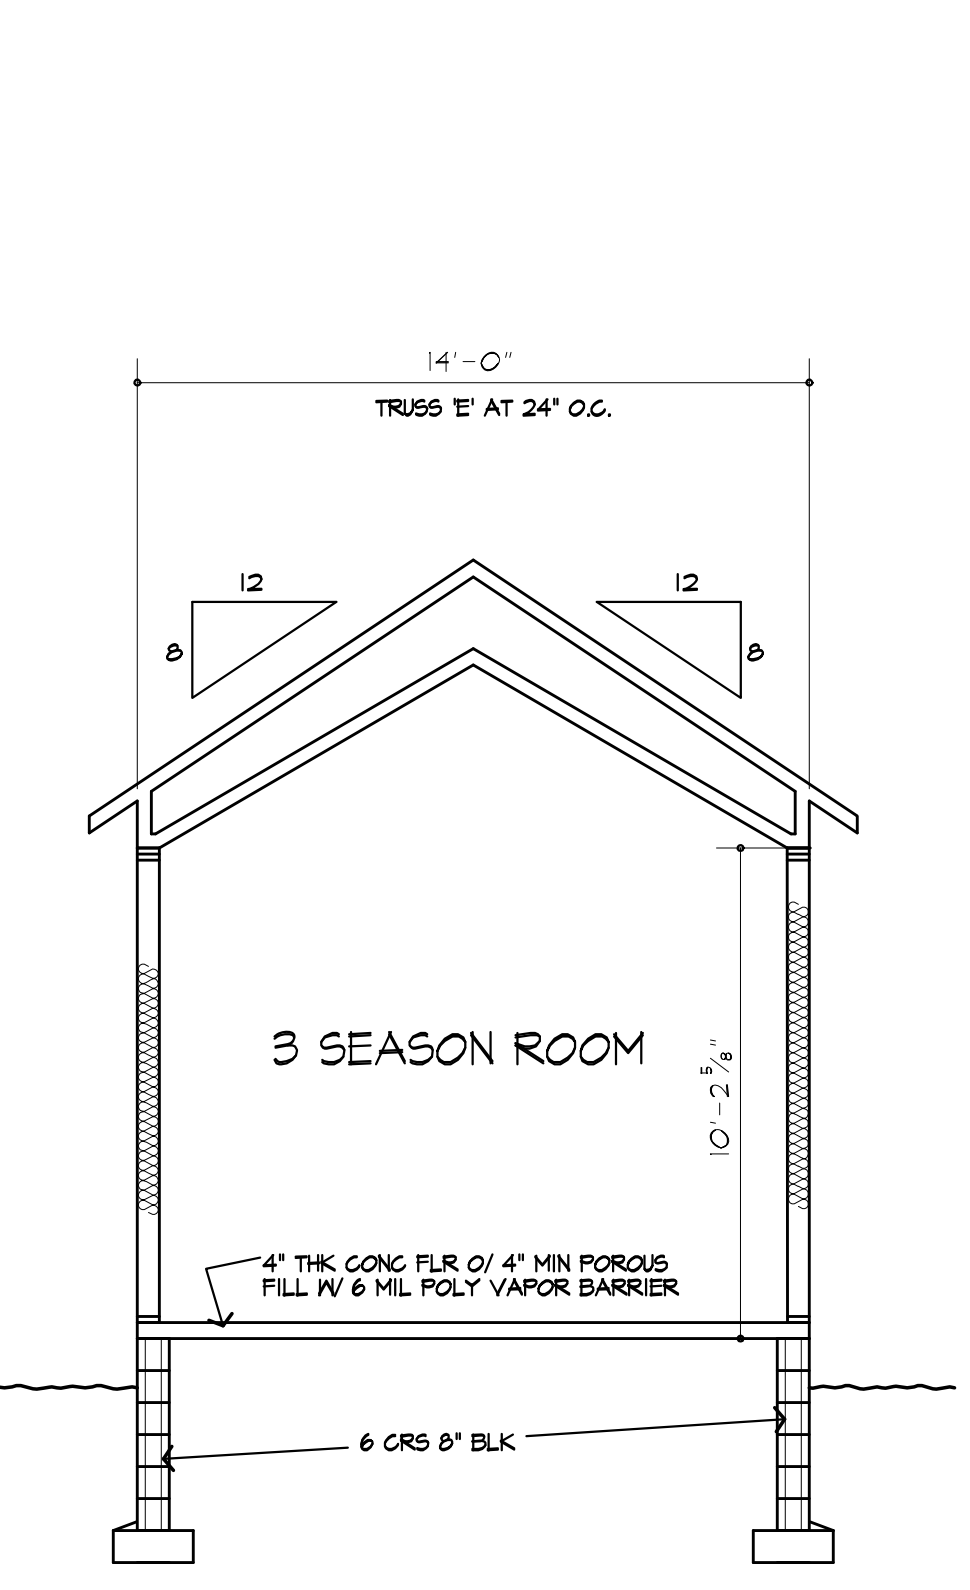 14'-0"
TRUSS 'E' AT 24" O.C.
12
12
8
8
3 SEASON ROOM
10'-2 5/8"
4" THK CONC FLR O/ 4" MIN POROUS
FILL W/ 6 MIL POLY VAPOR BARRIER
6 CRS 8" BLK